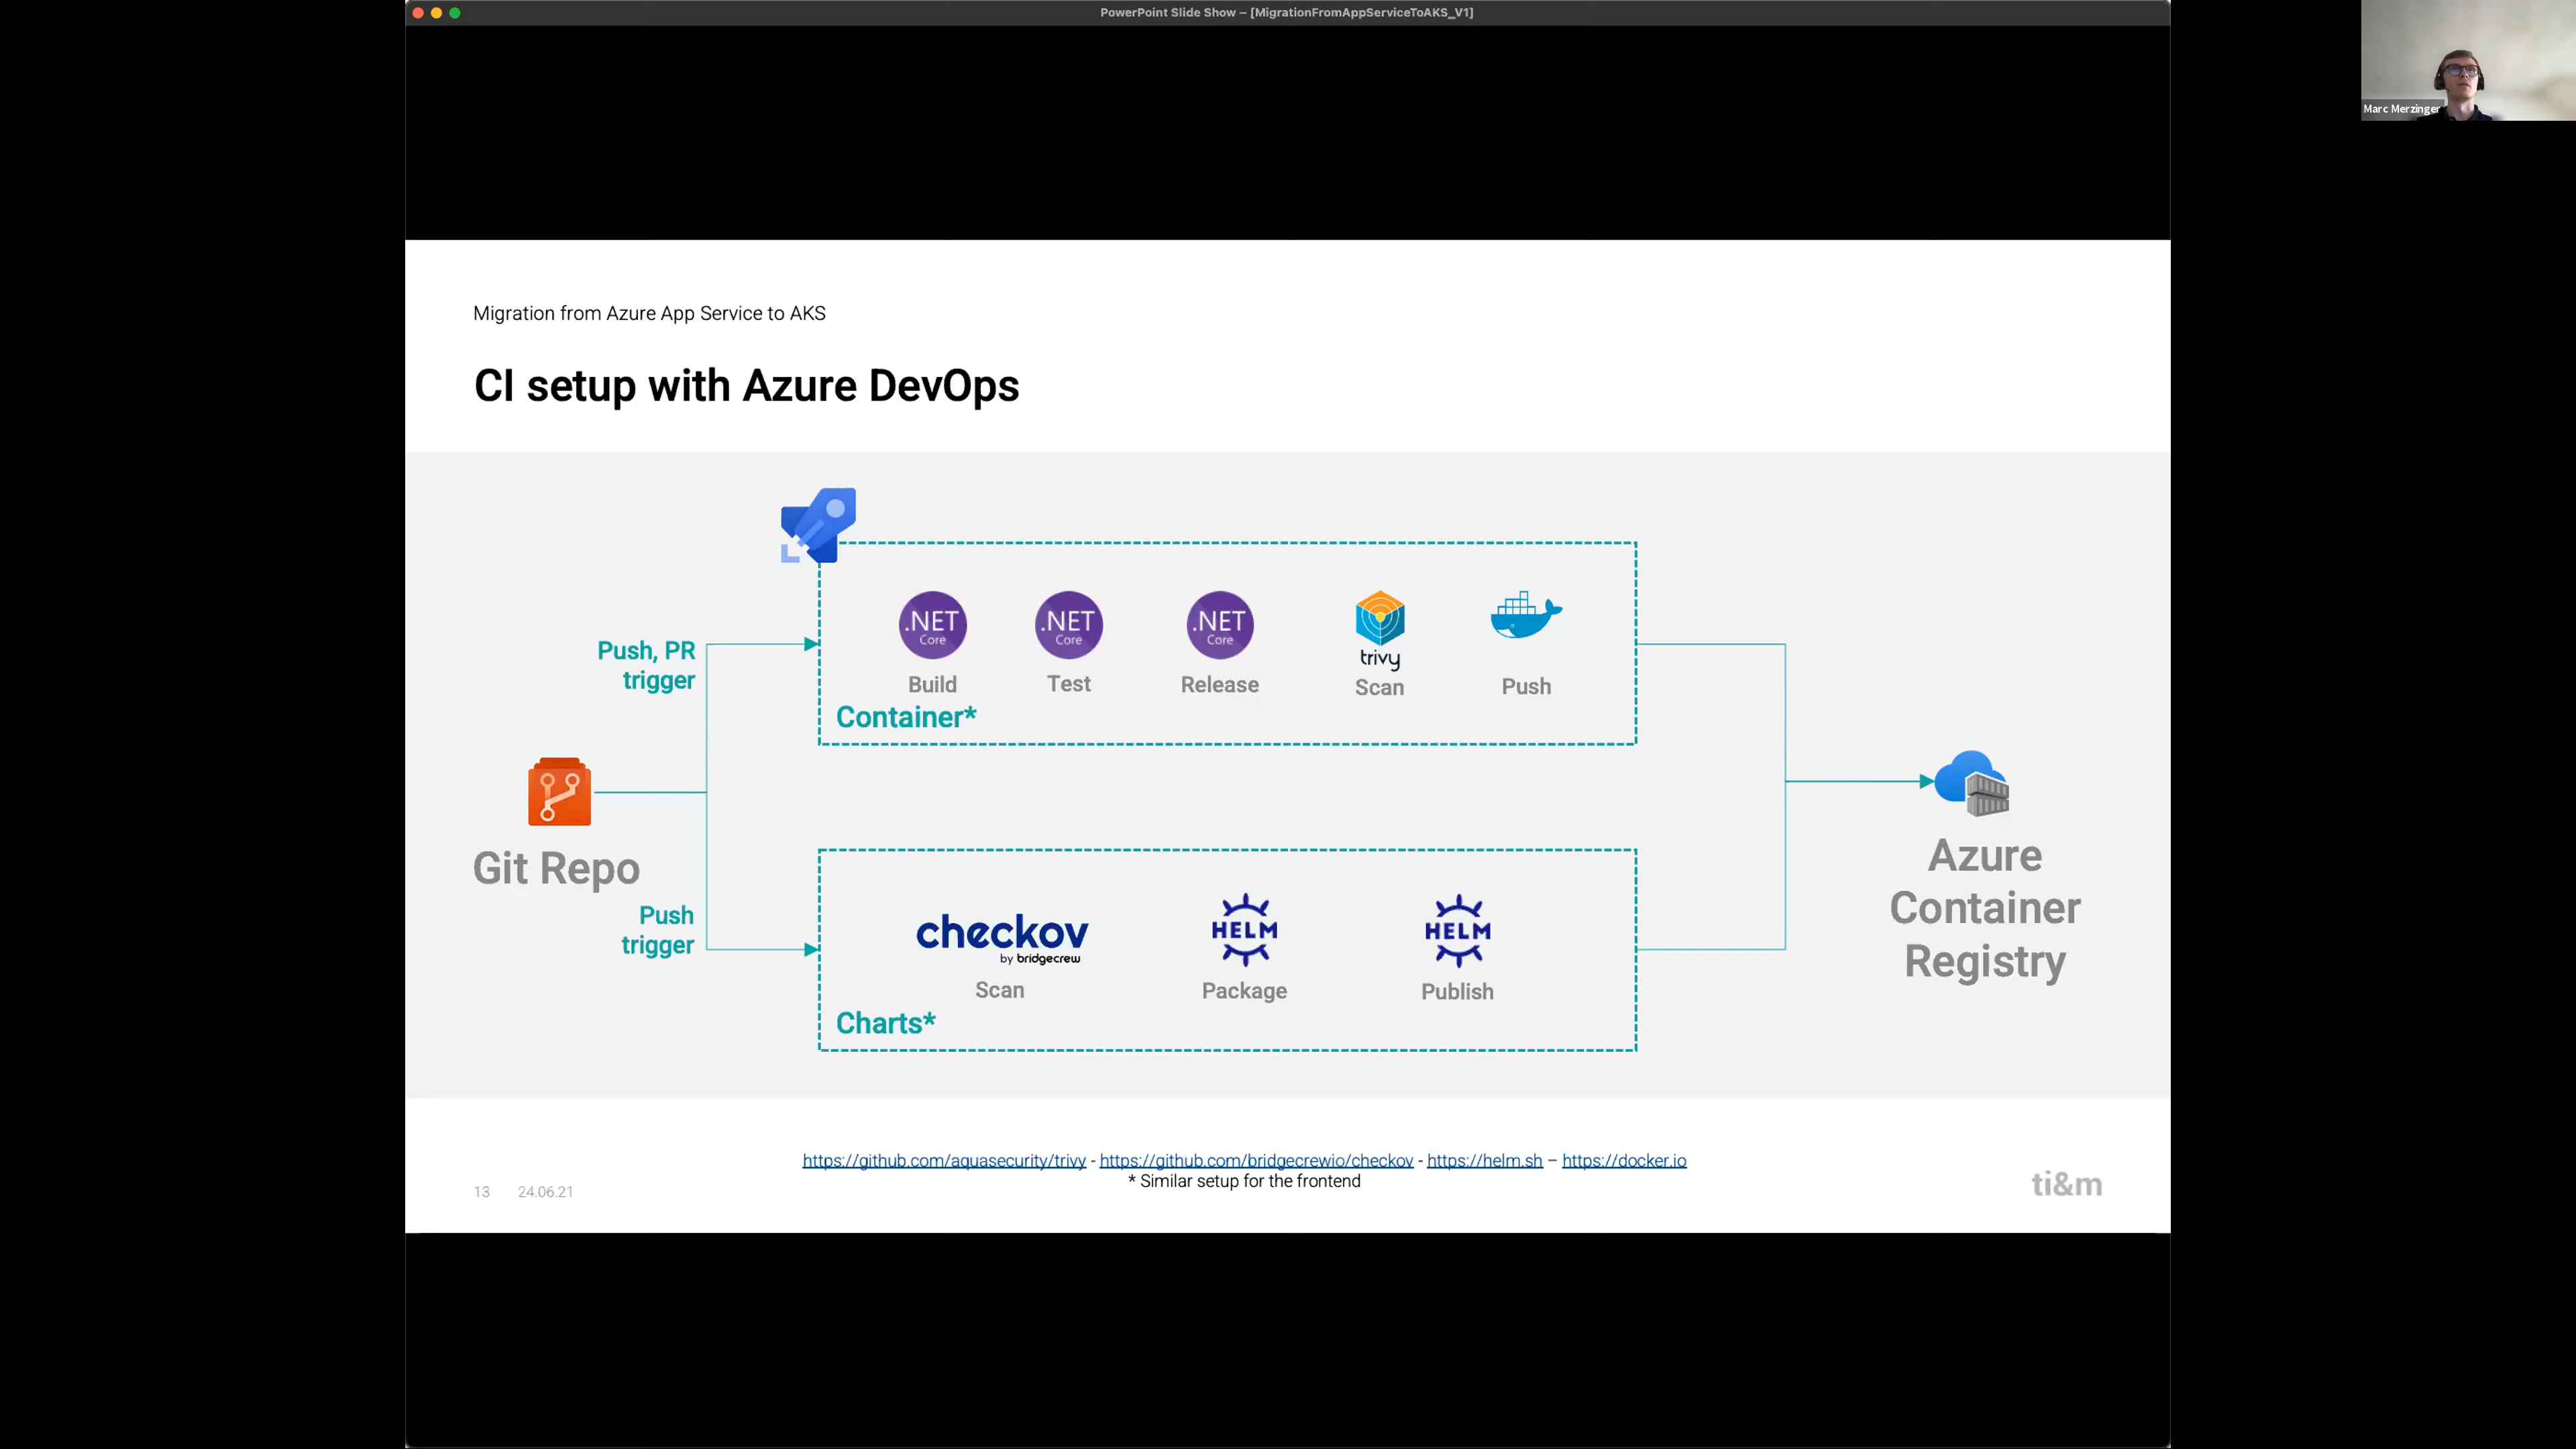 PowerPoint Slide Show – [MigrationFromAppServiceToAKS_V1]
Marc Merzinger
Migration from Azure App Service to AKS
CI setup with Azure DevOps
Push, PR
trigger
.NET
Core
Build
.NET
Core
Test
.NET
Core
Release
trivy
Scan
Push
Container*
Git Repo
Push
trigger
checkov
by bridgecrew
Scan
HELM
Package
HELM
Publish
Charts*
Azure
Container
Registry
https://github.com/aquasecurity/trivy - https://github.com/bridgecrewio/checkov - https://helm.sh – https://docker.io
* Similar setup for the frontend
13 24.06.21
ti&m